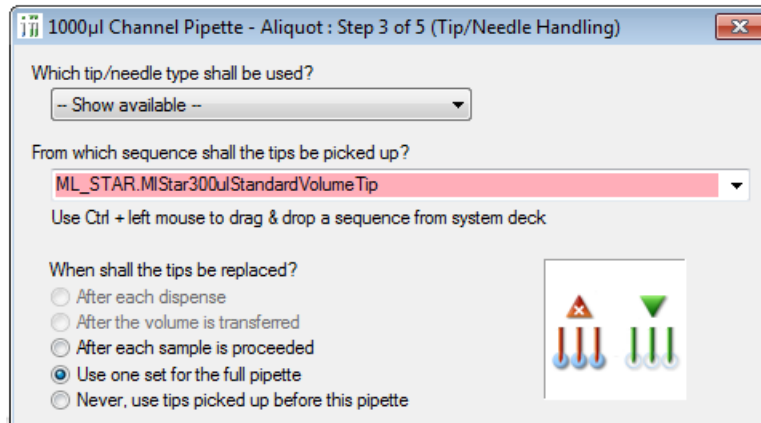 1000µl Channel Pipette - Aliquot : Step 3 of 5 (Tip/Needle Handling)
Which tip/needle type shall be used?
-- Show available --
From which sequence shall the tips be picked up?
ML_STAR.MlStar300ulStandardVolumeTip
Use Ctrl + left mouse to drag & drop a sequence from system deck
When shall the tips be replaced?
After each dispense
After the volume is transferred
After each sample is proceeded
Use one set for the full pipette
Never, use tips picked up before this pipette